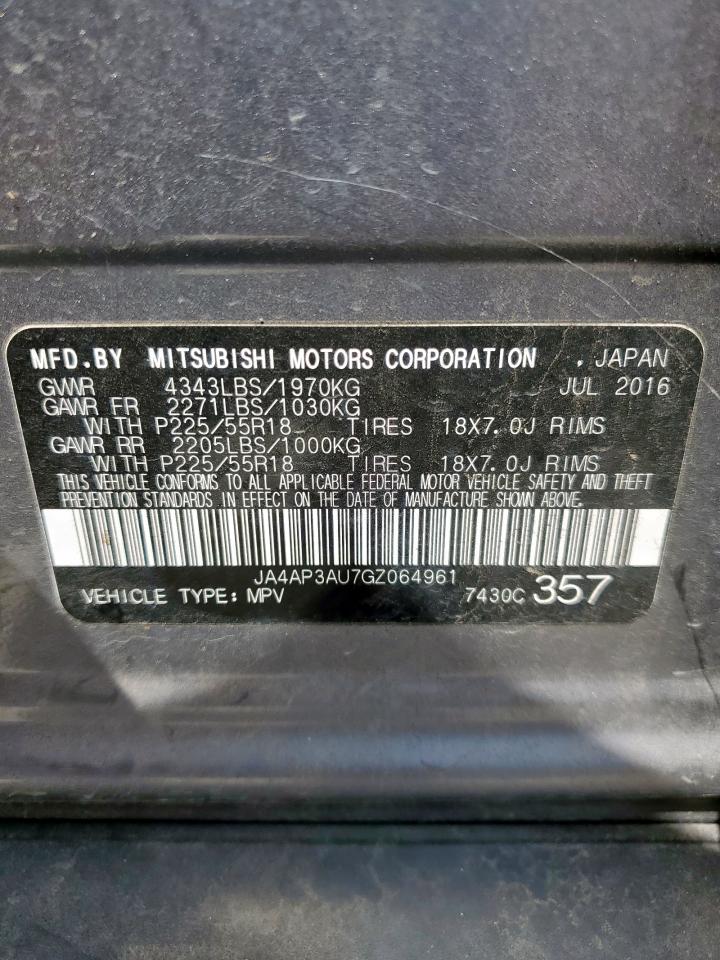 MFD.BY MITSUBISHI MOTORS CORPORATION . JAPAN
GVWR 4343LBS/1970KG JUL 2016
GAWR FR 2271LBS/1030KG
WITH P225/55R18 TIRES 18X7.0J RIMS
GAWR RR 2205LBS/1000KG
WITH P225/55R18 TIRES 18X7.0J RIMS
THIS VEHICLE CONFORMS TO ALL APPLICABLE FEDERAL MOTOR VEHICLE SAFETY AND THEFT
PREVENTION STANDARDS IN EFFECT ON THE DATE OF MANUFACTURE SHOWN ABOVE.
JA4AP3AU7GZ064961
VEHICLE TYPE: MPV 7430C 357